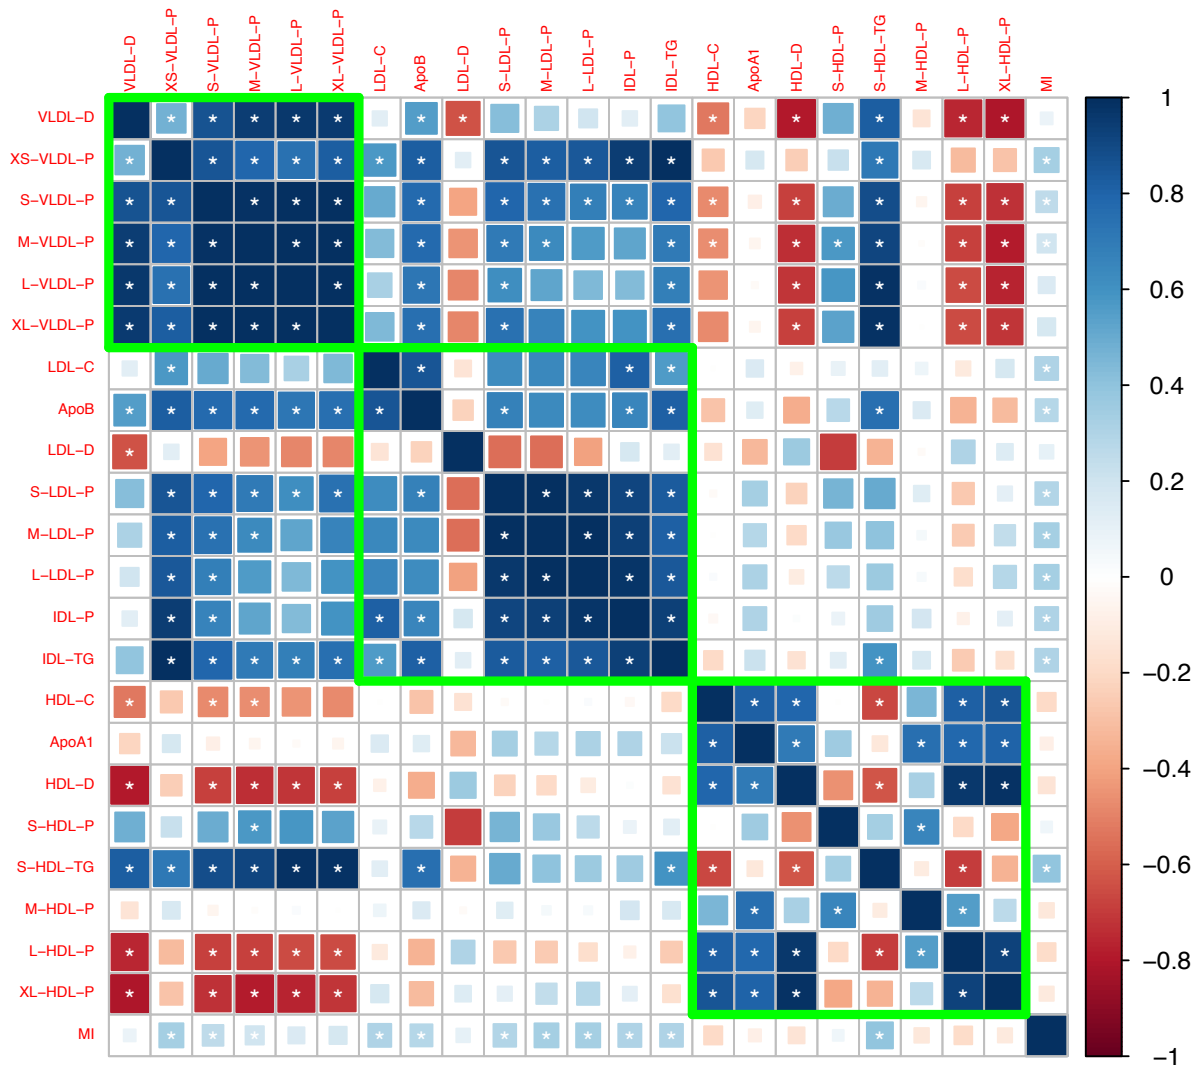 VLDL−D
XS−VLDL−P
S−VLDL−P
M−VLDL−P
L−VLDL−P
XL−VLDL−P
LDL−C
ApoB
LDL−D
S−LDL−P
M−LDL−P
L−LDL−P
IDL−P
IDL−TG
HDL−C
ApoA1
HDL−D
S−HDL−P
S−HDL−TG
M−HDL−P
L−HDL−P
XL−HDL−P
MI
VLDL−D
XS−VLDL−P
S−VLDL−P
M−VLDL−P
L−VLDL−P
XL−VLDL−P
LDL−C
ApoB
LDL−D
S−LDL−P
M−LDL−P
L−LDL−P
IDL−P
IDL−TG
HDL−C
ApoA1
HDL−D
S−HDL−P
S−HDL−TG
M−HDL−P
L−HDL−P
XL−HDL−P
MI
1
0.8
0.6
0.4
0.2
0
−0.2
−0.4
−0.6
−0.8
−1